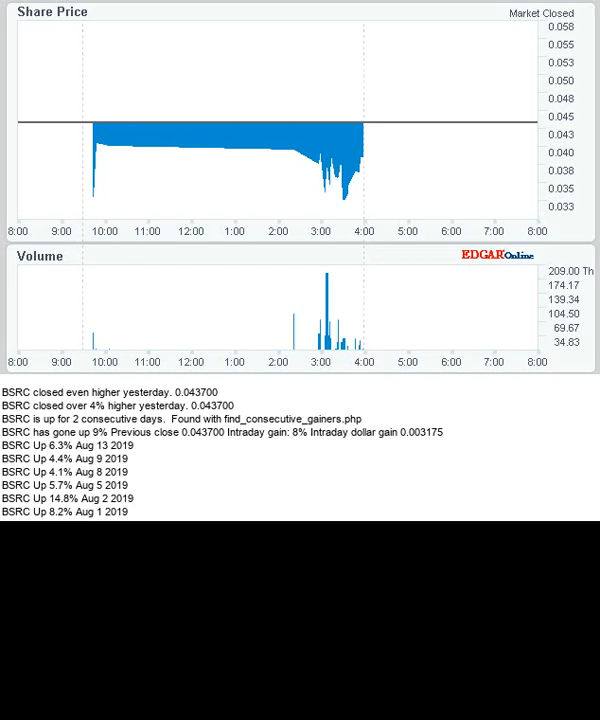 Share Price
Market Closed
0.058
0.055
0.053
0.050
0.048
0.045
0.043
0.040
0.038
0.035
0.033
8:00 9:00 10:00 11:00 12:00 1:00 2:00 3:00 4:00 5:00 6:00 7:00 8:00
Volume
EDGAR Online
209.00 Th
174.17
139.34
104.50
69.67
34.83
8:00 9:00 10:00 11:00 12:00 1:00 2:00 3:00 4:00 5:00 6:00 7:00 8:00
BSRC closed even higher yesterday. 0.043700
BSRC closed over 4% higher yesterday. 0.043700
BSRC is up for 2 consecutive days.  Found with find_consecutive_gainers.php
BSRC has gone up 9% Previous close 0.043700 Intraday gain: 8% Intraday dollar gain 0.003175
BSRC Up 6.3% Aug 13 2019
BSRC Up 4.4% Aug 9 2019
BSRC Up 4.1% Aug 8 2019
BSRC Up 5.7% Aug 5 2019
BSRC Up 14.8% Aug 2 2019
BSRC Up 8.2% Aug 1 2019